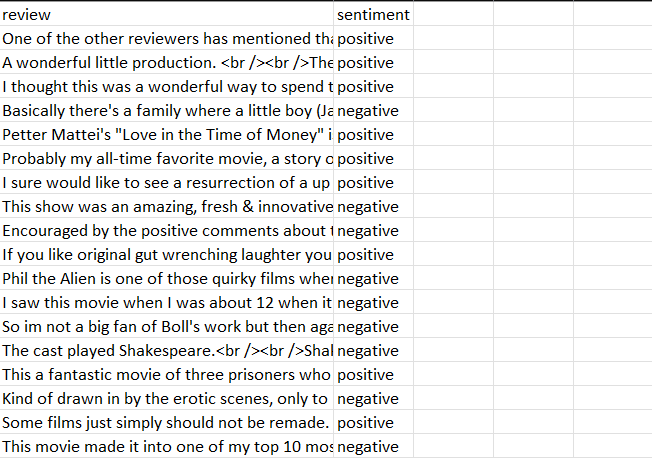 review sentiment
One of the other reviewers has mentioned tha positive
A wonderful little production. <br /><br />The positive
I thought this was a wonderful way to spend t positive
Basically there's a family where a little boy (Ja negative
Petter Mattei's "Love in the Time of Money" i positive
Probably my all-time favorite movie, a story o positive
I sure would like to see a resurrection of a up positive
This show was an amazing, fresh & innovative negative
Encouraged by the positive comments about t negative
If you like original gut wrenching laughter you positive
Phil the Alien is one of those quirky films wher negative
I saw this movie when I was about 12 when it negative
So im not a big fan of Boll's work but then aga negative
The cast played Shakespeare.<br /><br />Shak negative
This a fantastic movie of three prisoners who positive
Kind of drawn in by the erotic scenes, only to negative
Some films just simply should not be remade. positive
This movie made it into one of my top 10 mos negative